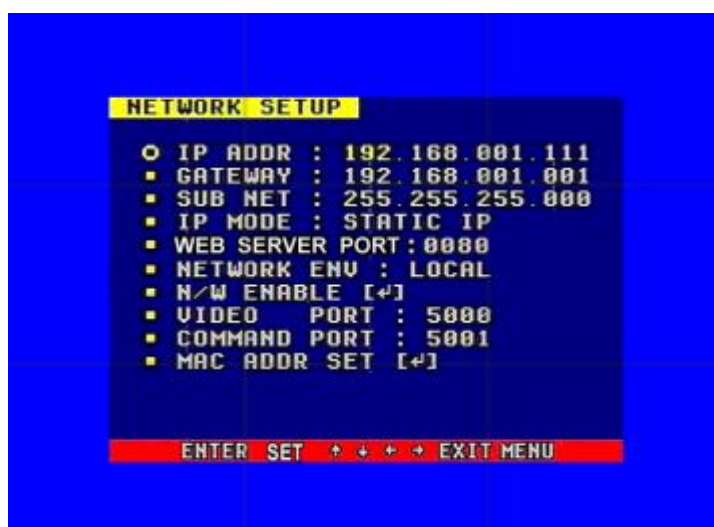 NETWORK SETUP
IP ADDR : 192.168.001.111
GATEWAY : 192.168.001.001
SUB NET : 255.255.255.000
IP MODE : STATIC IP
WEB SERVER PORT : 0080
NETWORK ENV : LOCAL
N/W ENABLE [↵]
VIDEO PORT : 5000
COMMAND PORT : 5001
MAC ADDR SET [↵]
ENTER SET ↑ ↓ ← → EXIT MENU